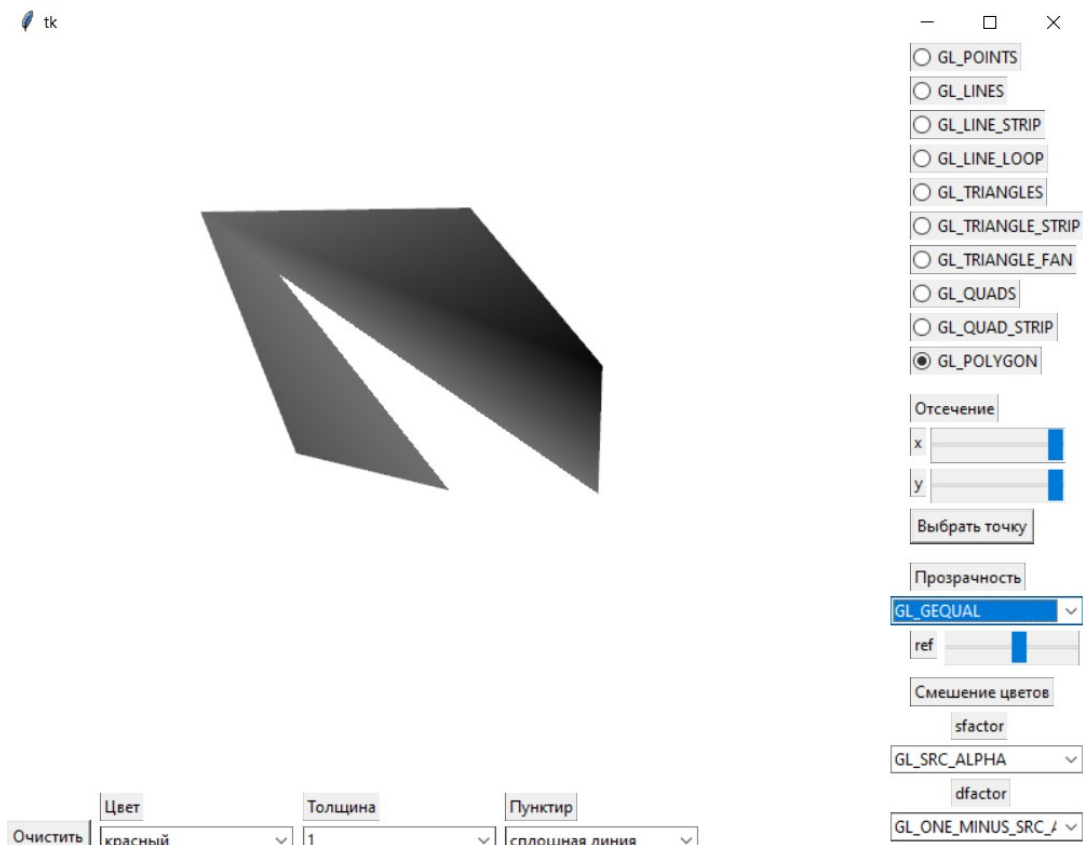 tk
GL_POINTS
GL_LINES
GL_LINE_STRIP
GL_LINE_LOOP
GL_TRIANGLES
GL_TRIANGLE_STRIP
GL_TRIANGLE_FAN
GL_QUADS
GL_QUAD_STRIP
GL_POLYGON
Отсечение
x
y
Выбрать точку
Прозрачность
GL_GEQUAL
ref
Смешение цветов
sfactor
GL_SRC_ALPHA
dfactor
GL_ONE_MINUS_SRC_A
Цвет
Толщина
Пунктир
Очистить
красный
1
сплошная линия